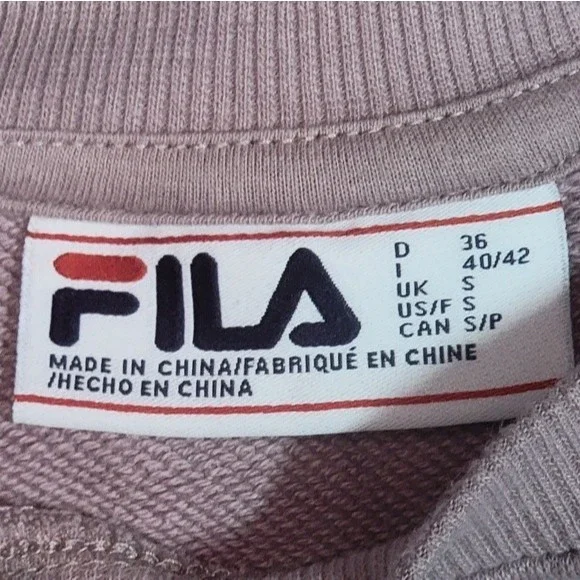 FILA
D 36
I 40/42
UK S
US/F S
CAN S/P
MADE IN CHINA/FABRIQUÉ EN CHINE
/HECHO EN CHINA